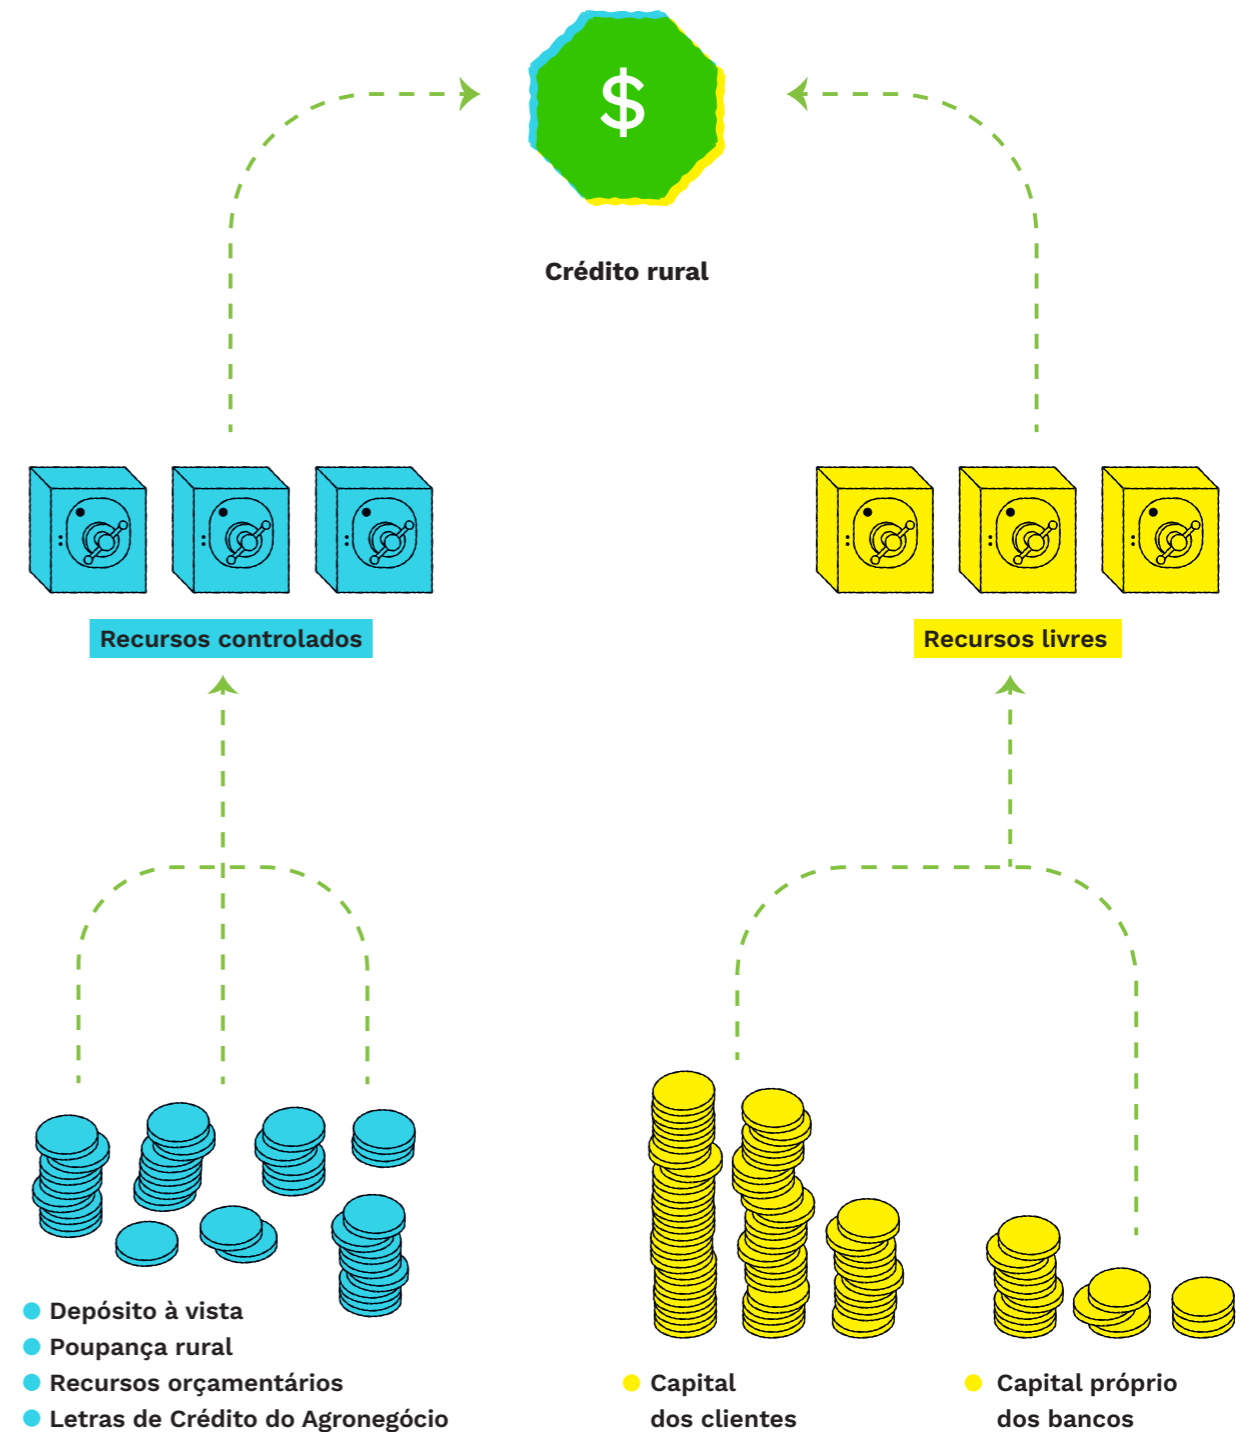 $
Crédito rural
Recursos controlados
Recursos livres
Depósito à vista
Poupança rural
Recursos orçamentários
Letras de Crédito do Agronegócio
Capital
dos clientes
Capital próprio
dos bancos